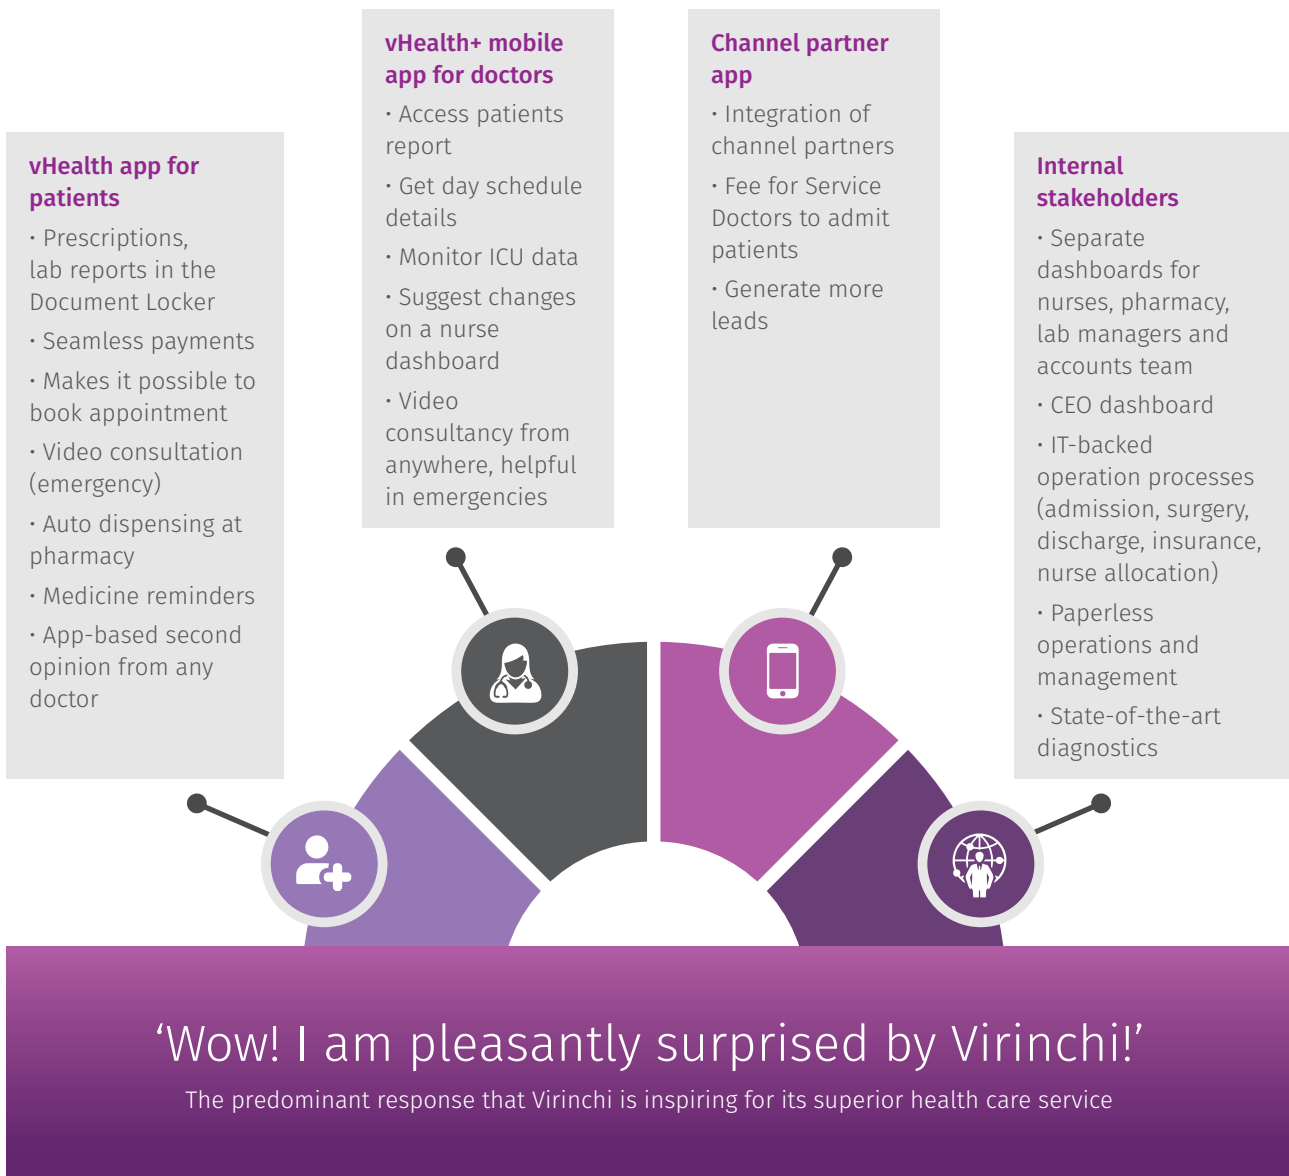 vHealth app for
patients
· Prescriptions,
lab reports in the
Document Locker
· Seamless payments
· Makes it possible to
book appointment
· Video consultation
(emergency)
· Auto dispensing at
pharmacy
· Medicine reminders
· App-based second
opinion from any
doctor
vHealth+ mobile
app for doctors
· Access patients
report
· Get day schedule
details
· Monitor ICU data
· Suggest changes
on a nurse
dashboard
· Video
consultancy from
anywhere, helpful
in emergencies
Channel partner
app
· Integration of
channel partners
· Fee for Service
Doctors to admit
patients
· Generate more
leads
Internal
stakeholders
· Separate
dashboards for
nurses, pharmacy,
lab managers and
accounts team
· CEO dashboard
· IT-backed
operation processes
(admission, surgery,
discharge, insurance,
nurse allocation)
· Paperless
operations and
management
· State-of-the-art
diagnostics
‘Wow! I am pleasantly surprised by Virinchi!’
The predominant response that Virinchi is inspiring for its superior health care service